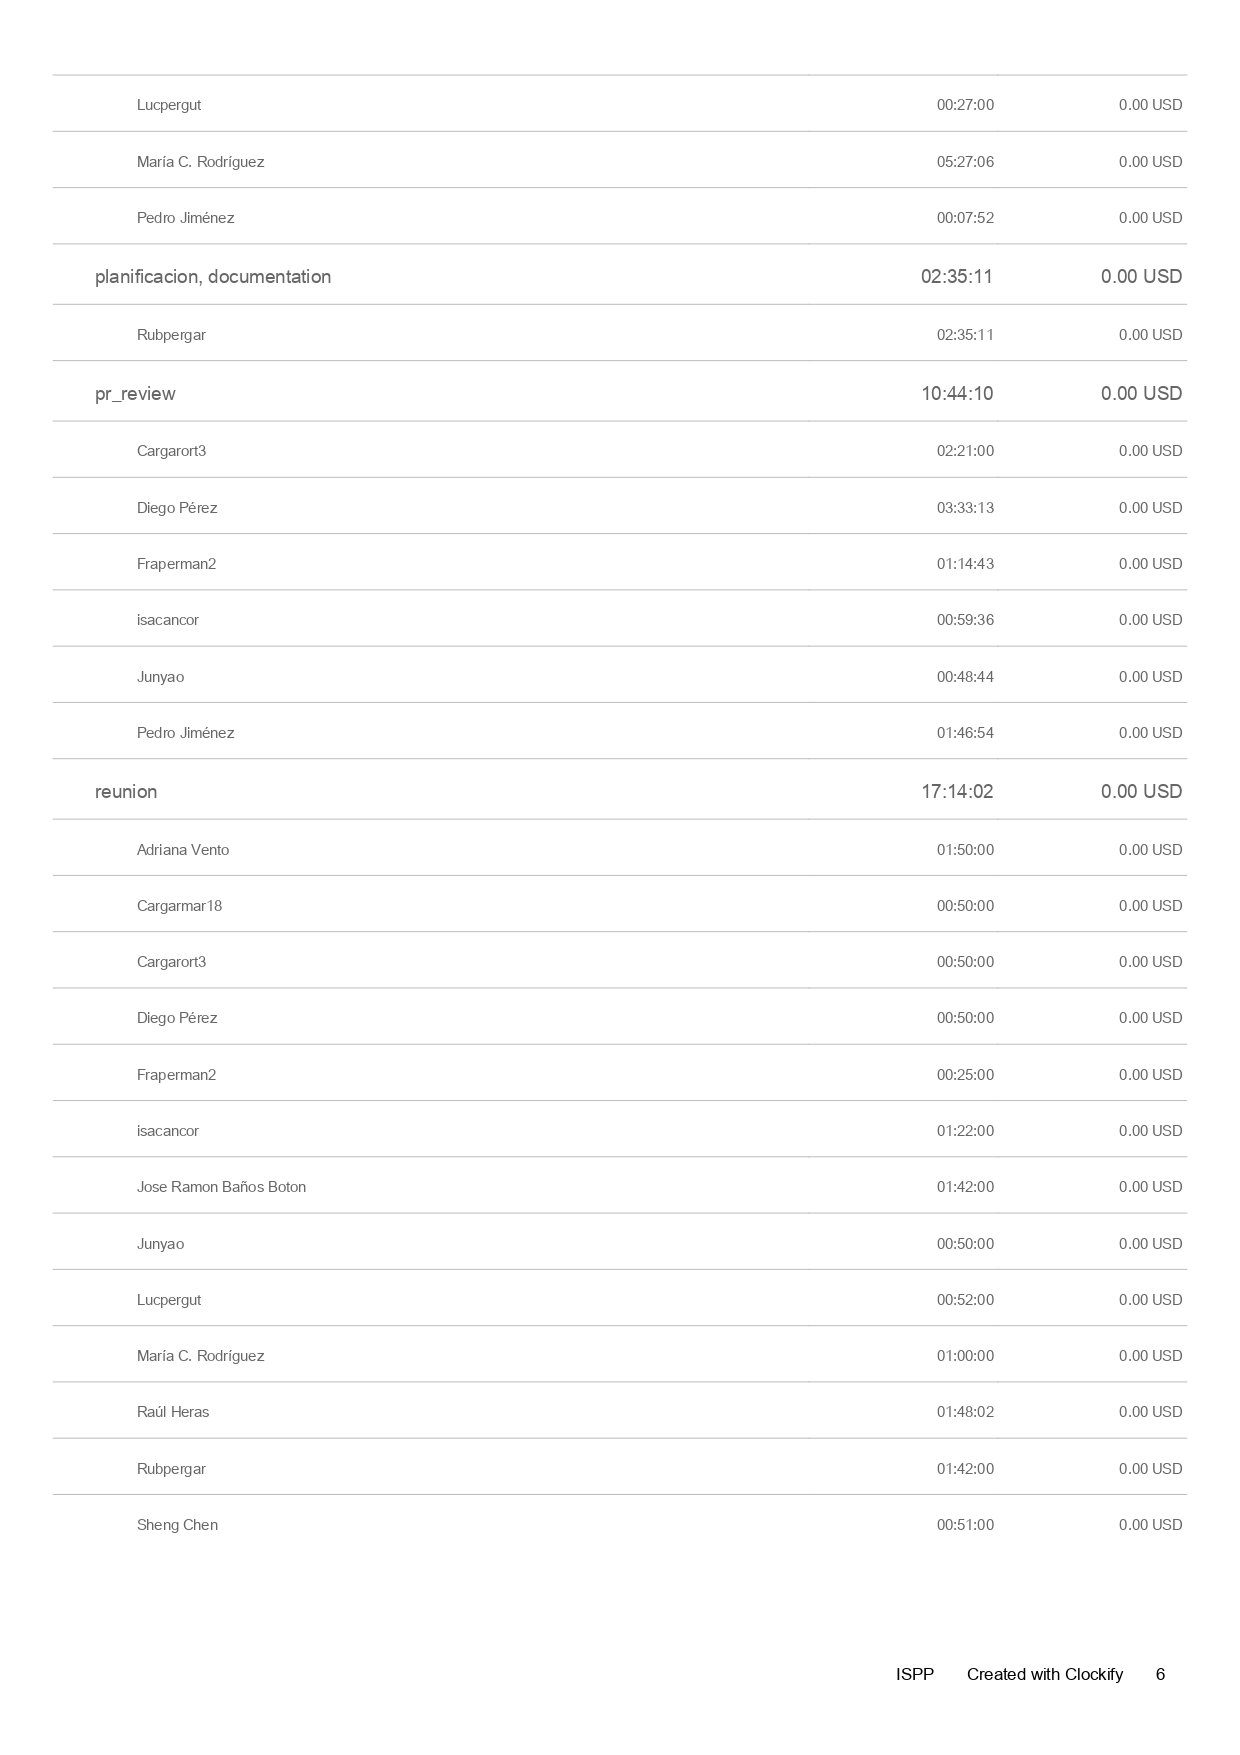 Lucpergut 00:27:00 0.00 USD
María C. Rodríguez 05:27:06 0.00 USD
Pedro Jiménez 00:07:52 0.00 USD
planificacion, documentation 02:35:11 0.00 USD
Rubpergar 02:35:11 0.00 USD
pr_review 10:44:10 0.00 USD
Cargarort3 02:21:00 0.00 USD
Diego Pérez 03:33:13 0.00 USD
Fraperman2 01:14:43 0.00 USD
isacancor 00:59:36 0.00 USD
Junyao 00:48:44 0.00 USD
Pedro Jiménez 01:46:54 0.00 USD
reunion 17:14:02 0.00 USD
Adriana Vento 01:50:00 0.00 USD
Cargarmar18 00:50:00 0.00 USD
Cargarort3 00:50:00 0.00 USD
Diego Pérez 00:50:00 0.00 USD
Fraperman2 00:25:00 0.00 USD
isacancor 01:22:00 0.00 USD
Jose Ramon Baños Boton 01:42:00 0.00 USD
Junyao 00:50:00 0.00 USD
Lucpergut 00:52:00 0.00 USD
María C. Rodríguez 01:00:00 0.00 USD
Raúl Heras 01:48:02 0.00 USD
Rubpergar 01:42:00 0.00 USD
Sheng Chen 00:51:00 0.00 USD
ISPP Created with Clockify 6